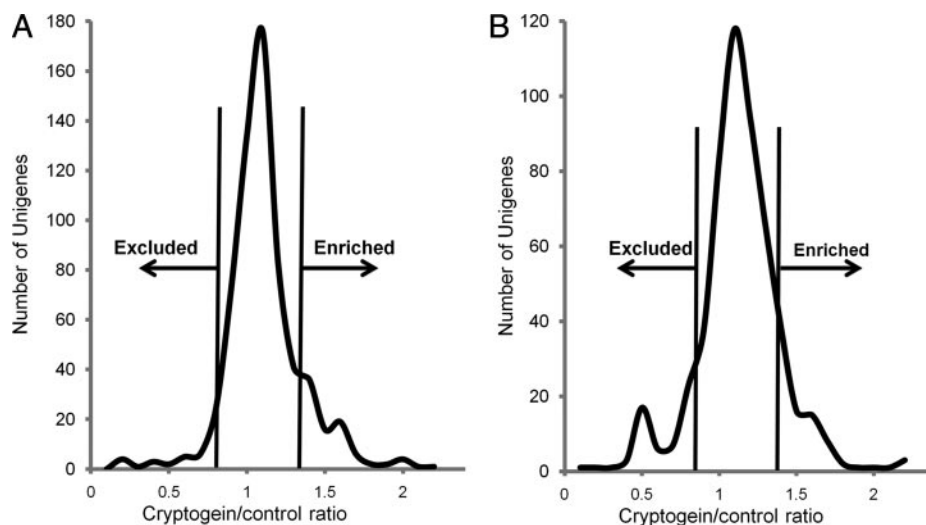 A
Number of Unigenes
180
160
140
120
100
80
60
40
20
0
Excluded
Enriched
0
0.5
1
1.5
2
Cryptogein/control ratio
B
Number of Unigenes
120
100
80
60
40
20
0
Excluded
Enriched
0
0.5
1
1.5
2
Cryptogein/control ratio